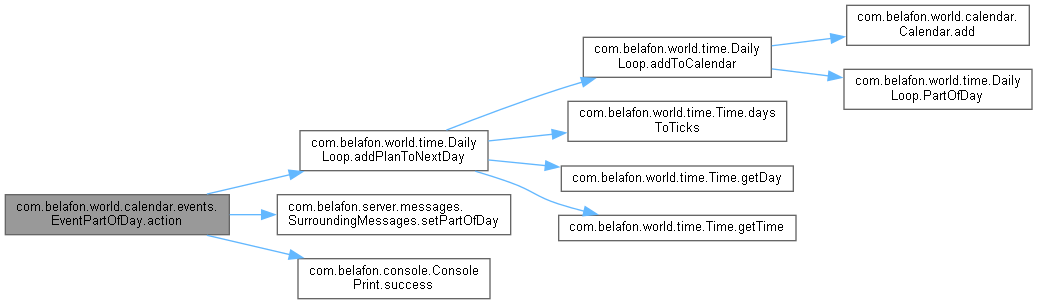 com.belafon.world.calendar.events.
EventPartOfDay.action
com.belafon.world.time.Daily
Loop.addPlanToNextDay
com.belafon.server.messages.
SurroundingMessages.setPartOfDay
com.belafon.console.Console
Print.success
com.belafon.world.time.Daily
Loop.addToCalendar
com.belafon.world.time.Time.days
ToTicks
com.belafon.world.time.Time.getDay
com.belafon.world.time.Time.getTime
com.belafon.world.calendar.
Calendar.add
com.belafon.world.time.Daily
Loop.PartOfDay